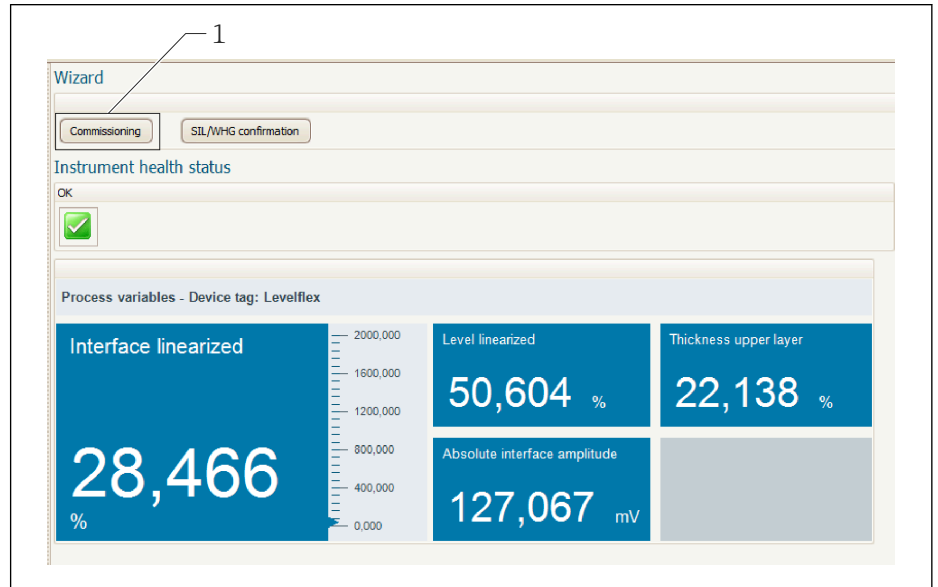 1
Wizard
Commissioning
SIL/WHG confirmation
Instrument health status
OK
Process variables - Device tag: Levelflex
Interface linearized
28,466
%
2000,000
1600,000
1200,000
800,000
400,000
0,000
Level linearized
50,604 %
Thickness upper layer
22,138 %
Absolute interface amplitude
127,067 mV